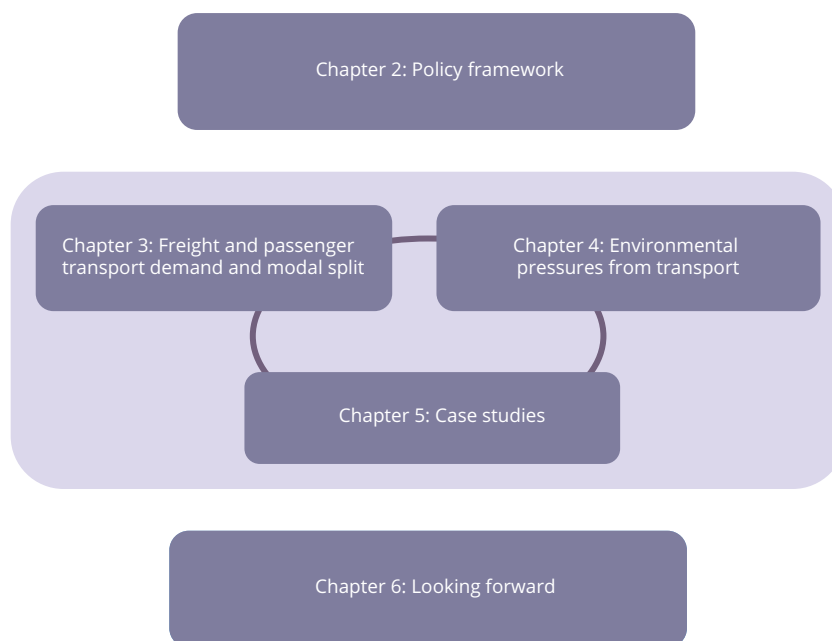 Chapter 2: Policy framework
Chapter 3: Freight and passenger
transport demand and modal split
Chapter 4: Environmental
pressures from transport
Chapter 5: Case studies
Chapter 6: Looking forward